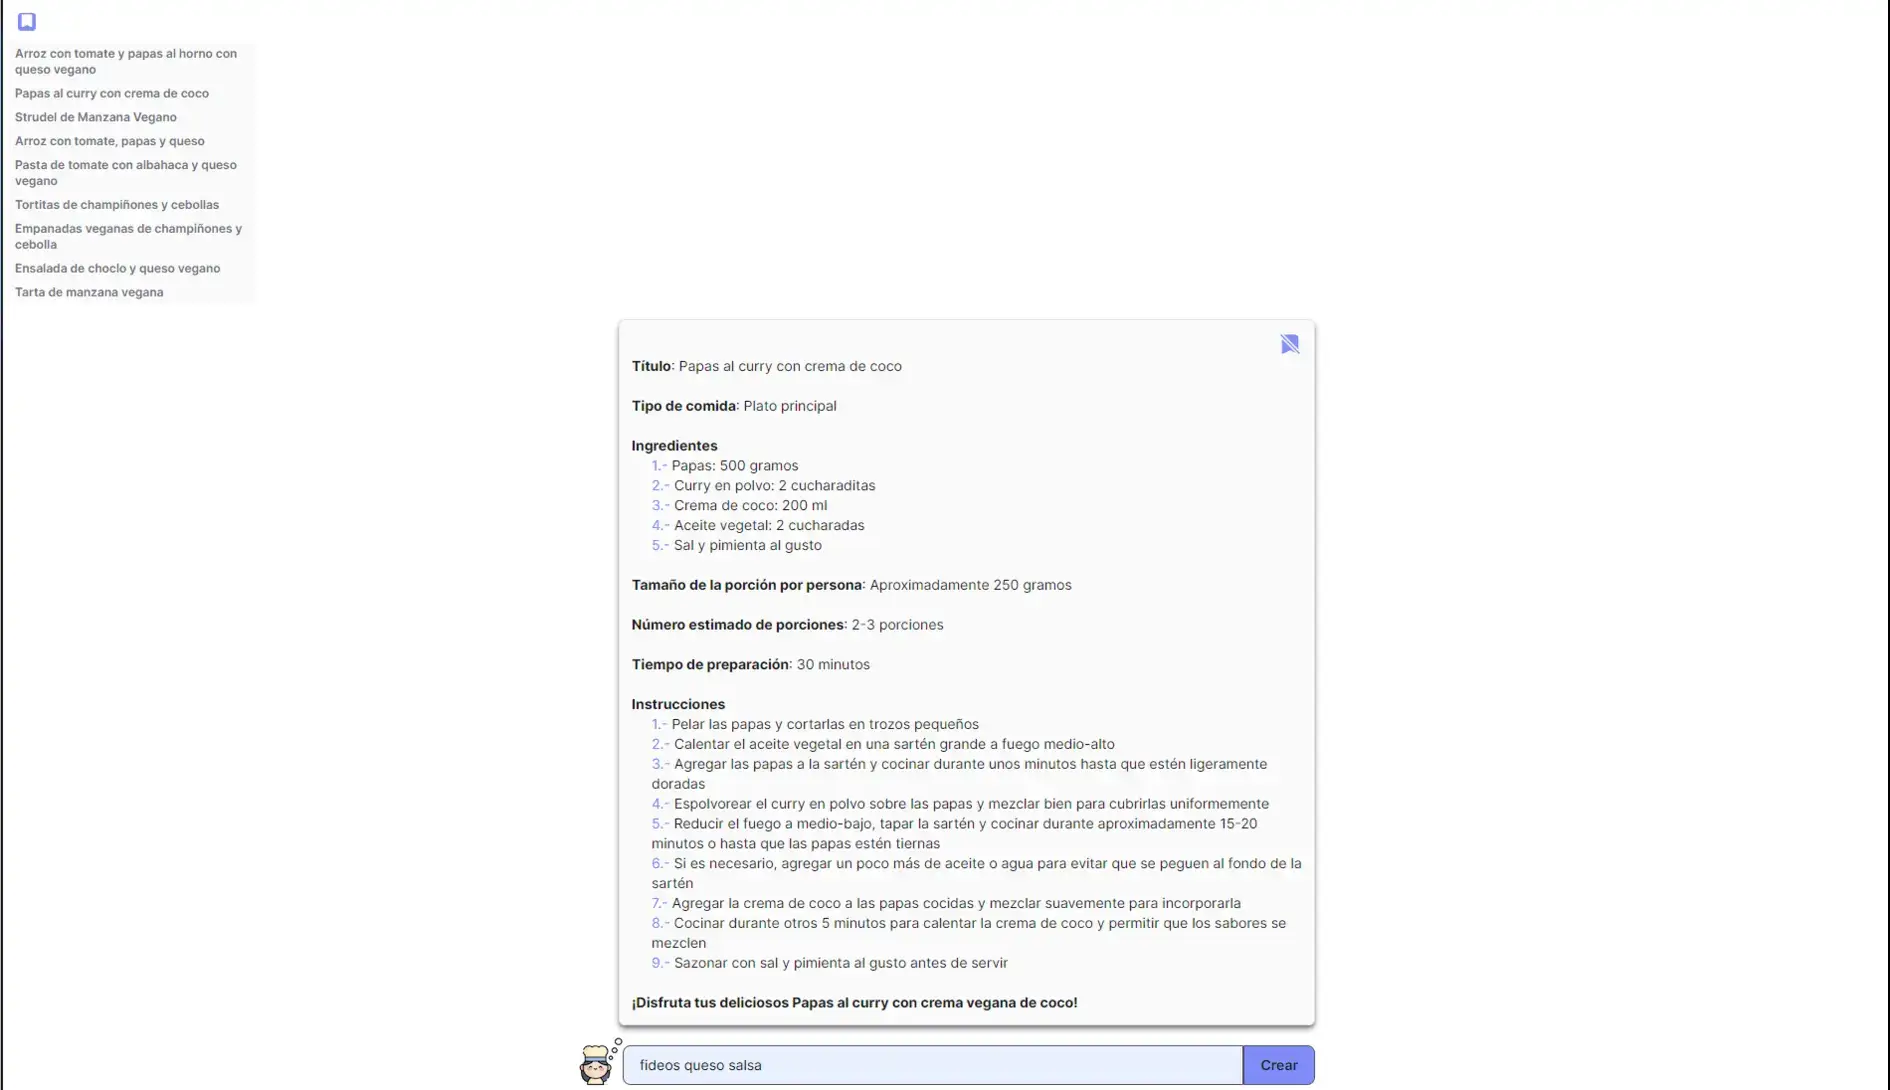 Arroz con tomate y papas al horno con
queso vegano
Papas al curry con crema de coco
Strudel de Manzana Vegano
Arroz con tomate, papas y queso
Pasta de tomate con albahaca y queso
vegano
Tortitas de champiñones y cebollas
Empanadas veganas de champiñones y
cebolla
Ensalada de choclo y queso vegano
Tarta de manzana vegana
Título: Papas al curry con crema de coco
Tipo de comida: Plato principal
Ingredientes
1.- Papas: 500 gramos
2.- Curry en polvo: 2 cucharaditas
3.- Crema de coco: 200 ml
4.- Aceite vegetal: 2 cucharadas
5.- Sal y pimienta al gusto
Tamaño de la porción por persona: Aproximadamente 250 gramos
Número estimado de porciones: 2-3 porciones
Tiempo de preparación: 30 minutos
Instrucciones
1.- Pelar las papas y cortarlas en trozos pequeños
2.- Calentar el aceite vegetal en una sartén grande a fuego medio-alto
3.- Agregar las papas a la sartén y cocinar durante unos minutos hasta que estén ligeramente
doradas
4.- Espolvorear el curry en polvo sobre las papas y mezclar bien para cubrirlas uniformemente
5.- Reducir el fuego a medio-bajo, tapar la sartén y cocinar durante aproximadamente 15-20
minutos o hasta que las papas estén tiernas
6.- Si es necesario, agregar un poco más de aceite o agua para evitar que se peguen al fondo de la
sartén
7.- Agregar la crema de coco a las papas cocidas y mezclar suavemente para incorporarla
8.- Cocinar durante otros 5 minutos para calentar la crema de coco y permitir que los sabores se
mezclen
9.- Sazonar con sal y pimienta al gusto antes de servir
¡Disfruta tus deliciosos Papas al curry con crema vegana de coco!
fideos queso salsa
Crear